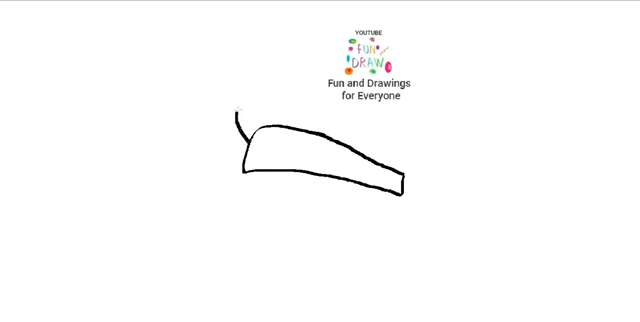 YOUTUBE
FUN
DRAW
Fun and Drawings
for Everyone